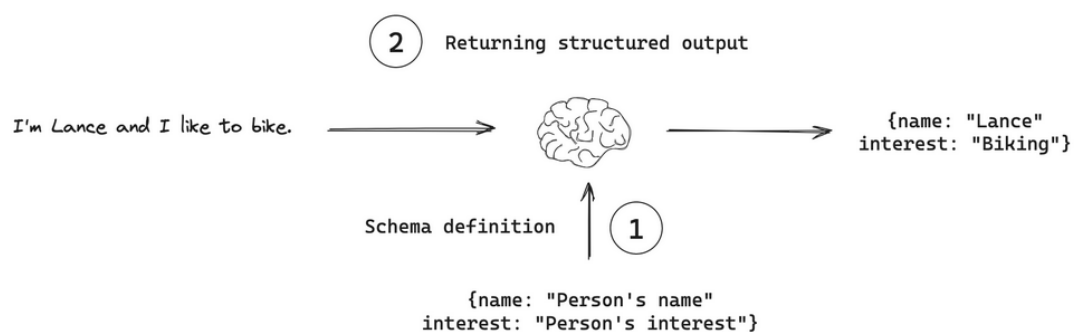 2 Returning structured output
I'm Lance and I like to bike.
{name: "Lance"
interest: "Biking"}
Schema definition 1
{name: "Person's name"
interest: "Person's interest"}